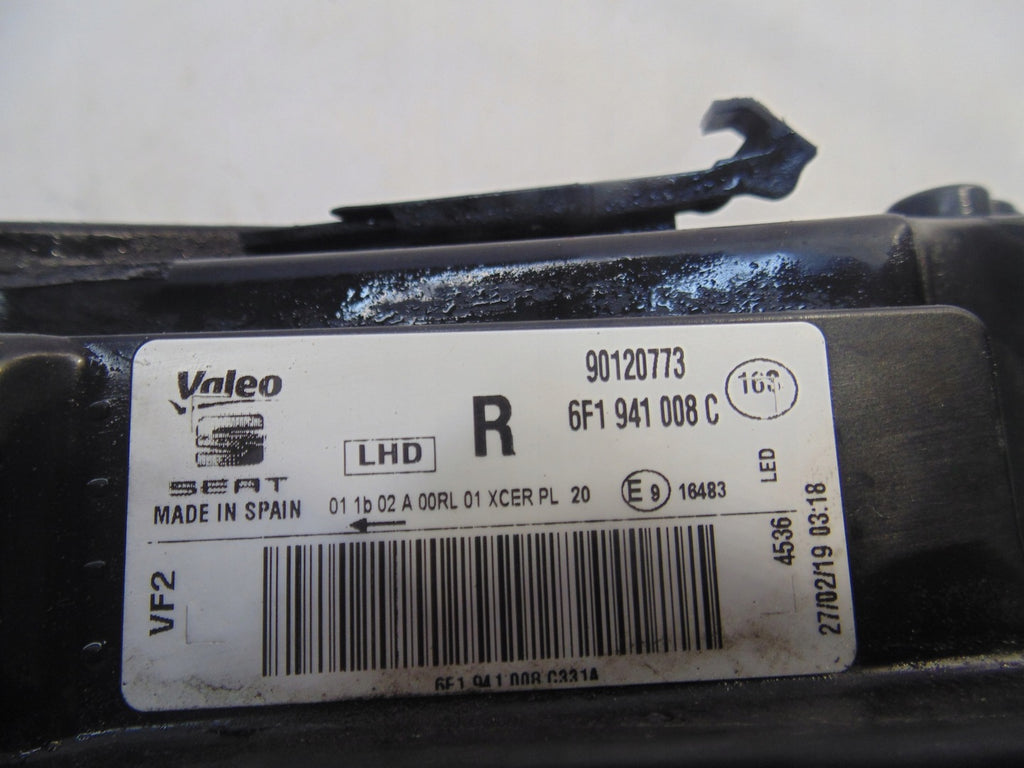 Valeo
SEAT
MADE IN SPAIN
LHD
R
90120773
6F1 941 008 C
01 1b 02 A 00RL 01 XCER PL 20
E 9 16483
LED
4536
27/02/19 03:18
VF2
6F1 941 008 C331A